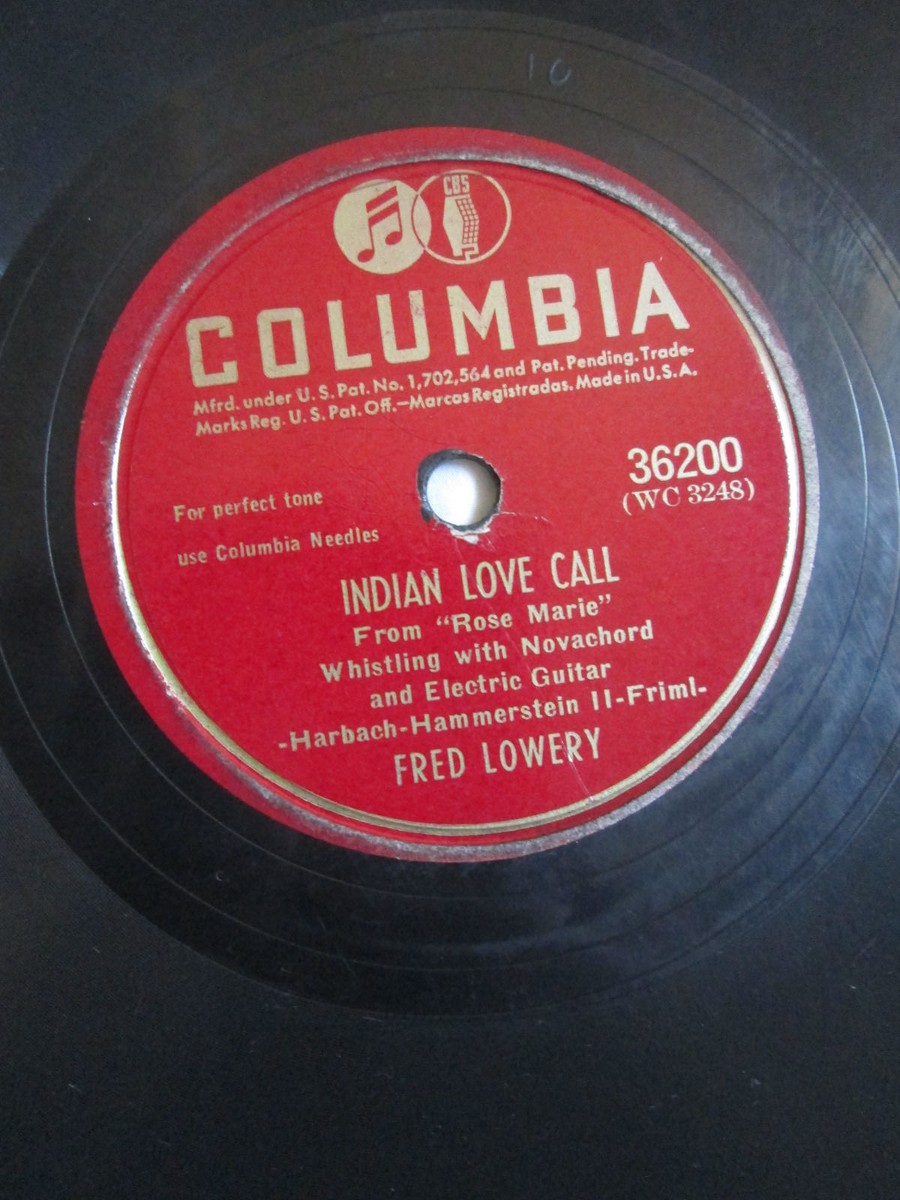 10
CBS
COLUMBIA
Mfrd. under U. S. Pat. No. 1,702,564 and Pat. Pending. Trade-
Marks Reg. U. S. Pat. Off.—Marcas Registradas. Made in U.S.A.
36200
(WC 3248)
For perfect tone
use Columbia Needles
INDIAN LOVE CALL
From "Rose Marie"
Whistling with Novachord
and Electric Guitar
-Harbach-Hammerstein II-Friml-
FRED LOWERY